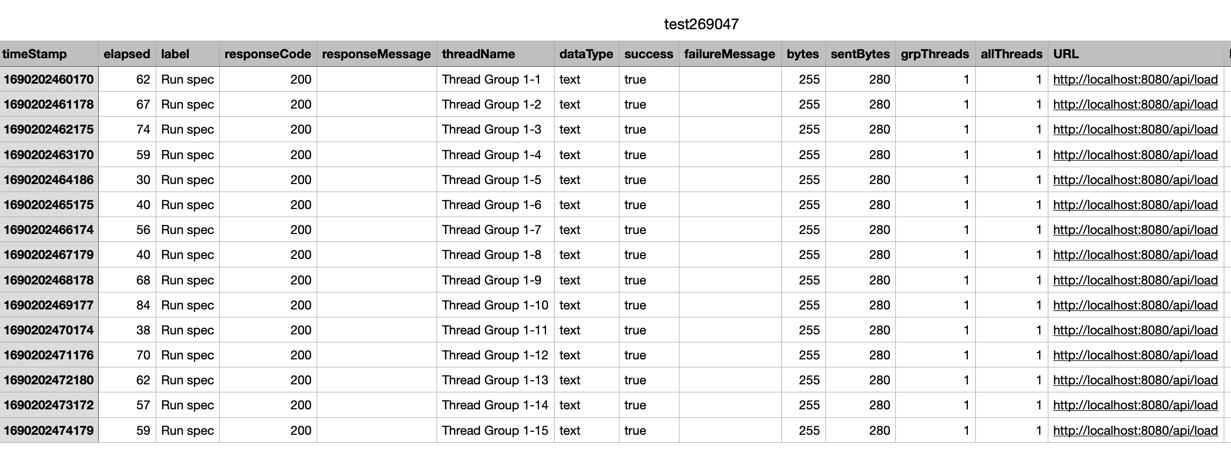 test269047
timeStamp elapsed label responseCode responseMessage threadName dataType success failureMessage bytes sentBytes grpThreads allThreads URL
1690202460170 62 Run spec 200 Thread Group 1-1 text true 255 280 1 1 http://localhost:8080/api/load
1690202461178 67 Run spec 200 Thread Group 1-2 text true 255 280 1 1 http://localhost:8080/api/load
1690202462175 74 Run spec 200 Thread Group 1-3 text true 255 280 1 1 http://localhost:8080/api/load
1690202463170 59 Run spec 200 Thread Group 1-4 text true 255 280 1 1 http://localhost:8080/api/load
1690202464186 30 Run spec 200 Thread Group 1-5 text true 255 280 1 1 http://localhost:8080/api/load
1690202465175 40 Run spec 200 Thread Group 1-6 text true 255 280 1 1 http://localhost:8080/api/load
1690202466174 56 Run spec 200 Thread Group 1-7 text true 255 280 1 1 http://localhost:8080/api/load
1690202467179 40 Run spec 200 Thread Group 1-8 text true 255 280 1 1 http://localhost:8080/api/load
1690202468178 68 Run spec 200 Thread Group 1-9 text true 255 280 1 1 http://localhost:8080/api/load
1690202469177 84 Run spec 200 Thread Group 1-10 text true 255 280 1 1 http://localhost:8080/api/load
1690202470174 38 Run spec 200 Thread Group 1-11 text true 255 280 1 1 http://localhost:8080/api/load
1690202471176 70 Run spec 200 Thread Group 1-12 text true 255 280 1 1 http://localhost:8080/api/load
1690202472180 62 Run spec 200 Thread Group 1-13 text true 255 280 1 1 http://localhost:8080/api/load
1690202473172 57 Run spec 200 Thread Group 1-14 text true 255 280 1 1 http://localhost:8080/api/load
1690202474179 59 Run spec 200 Thread Group 1-15 text true 255 280 1 1 http://localhost:8080/api/load